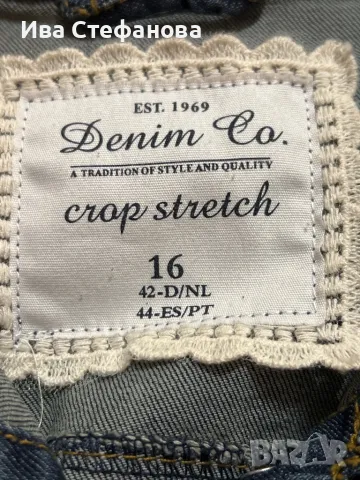 Ива Стефанова
EST. 1969
Denim Co.
A TRADITION OF STYLE AND QUALITY
crop stretch
16
42-D/NL
44-ES/PT
BAZAR